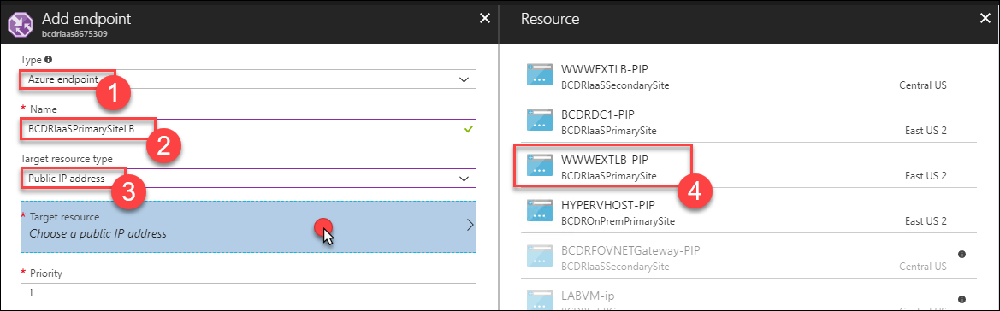 Add endpoint
bcdriaas8675309
Type
Azure endpoint
1
* Name
BCDRIaaSPrimarySiteLB
2
Target resource type
Public IP address
3
* Target resource
Choose a public IP address
* Priority
1
Resource
WWWEXTLB-PIP
BCDRIaaSSecondarySite
Central US
BCDRDC1-PIP
BCDRIaaSPrimarySite
East US 2
WWWEXTLB-PIP
BCDRIaaSPrimarySite
East US 2
4
HYPERVHOST-PIP
BCDROnPremPrimarySite
East US 2
BCDRFOVNETGateway-PIP
BCDRIaaSSecondarySite
Central US
LABVM-ip